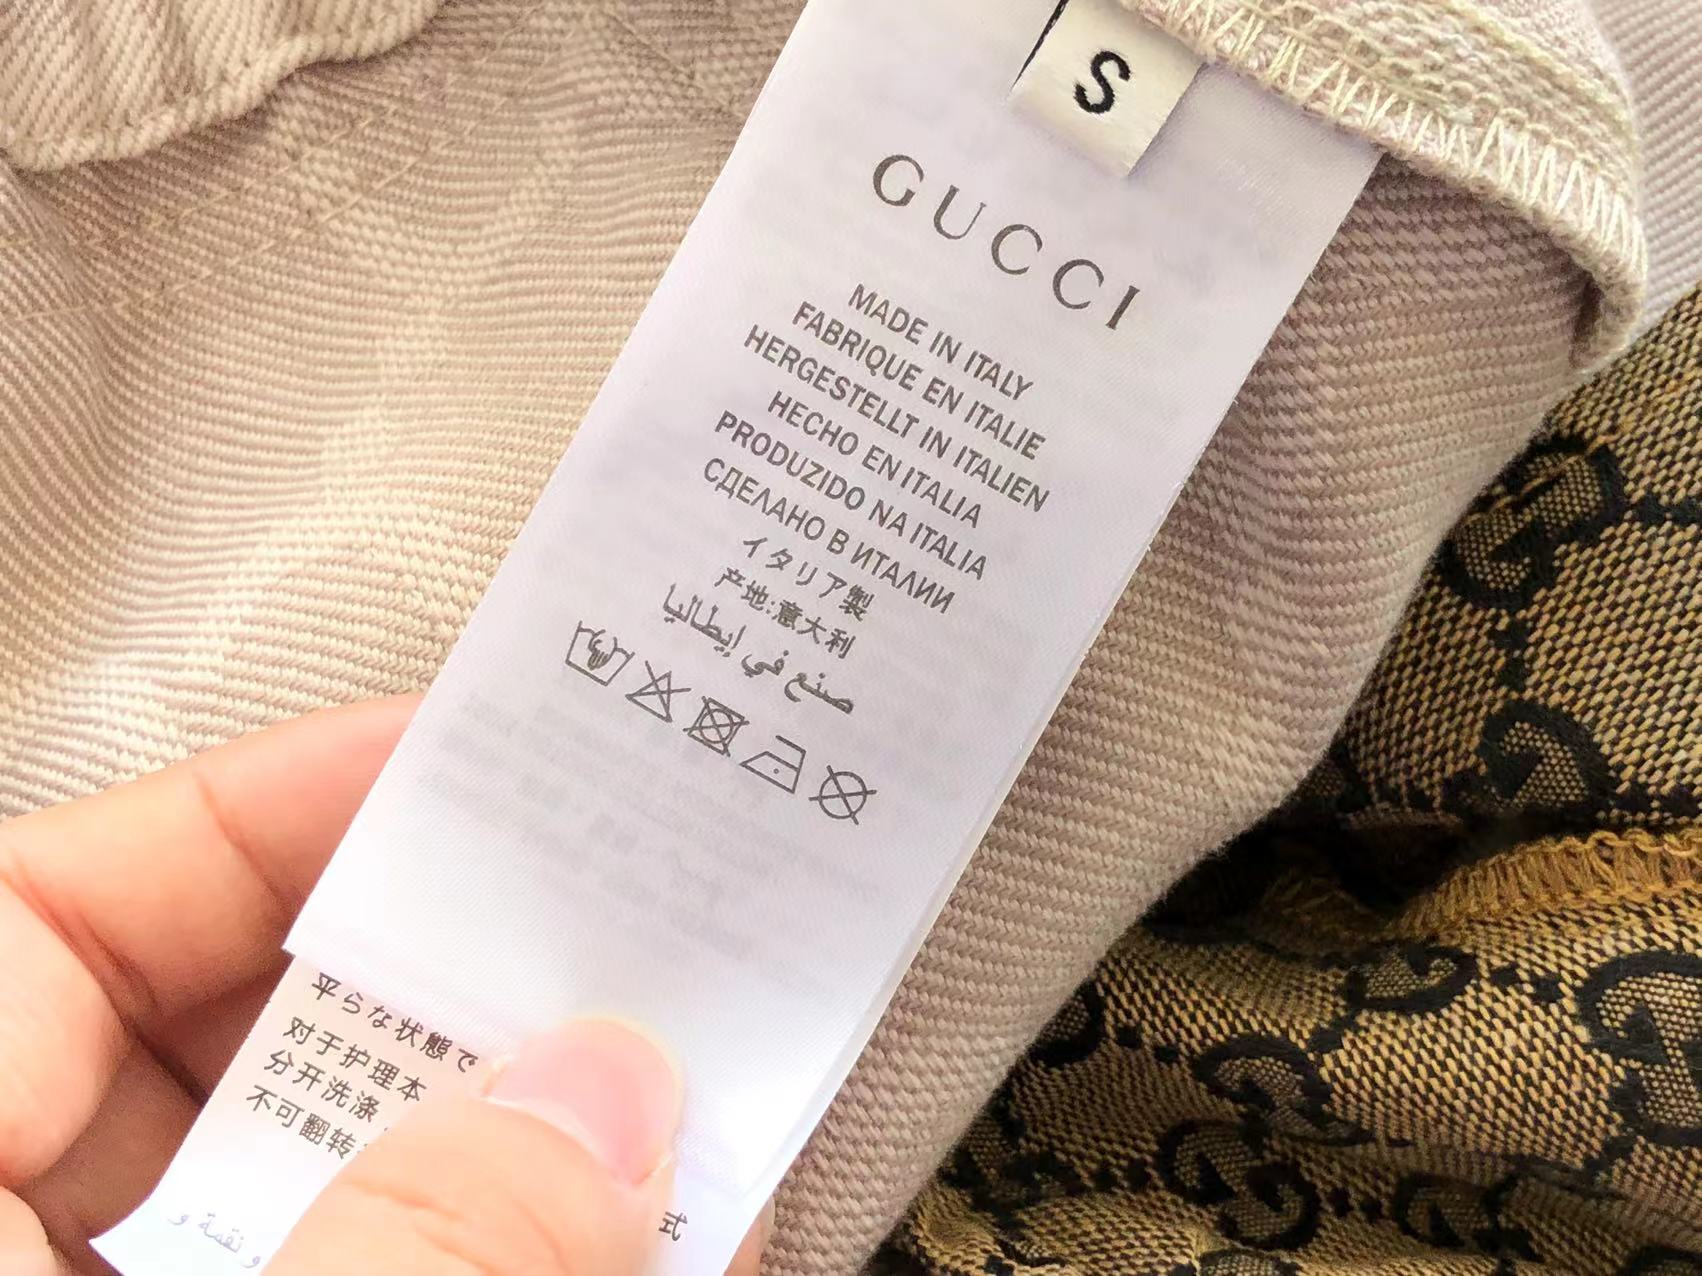 S
GUCCI
MADE IN ITALY
FABRIQUE EN ITALIE
HERGESTELLT IN ITALIEN
HECHO EN ITALIA
PRODUZIDO NA ITALIA
СДЕЛАНО В ИТАЛИИ
イタリア製
产地:意大利
صنع في إيطاليا
平らな状態で
对于护理本
分开洗涤
不可翻转
式
و نقمة و